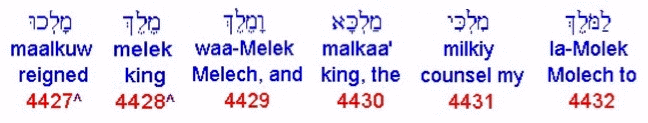 לַמֹּלֶךְ מִלְכִּי מַלְכָּא וָמֶלֶךְ מֶלֶךְ מָלְכוּ
maalkuw melek waa-Melek malkaa' milkiy la-Molek
reigned king Melech, and king, the counsel my Molech to
4427^ 4428^ 4429 4430 4431 4432